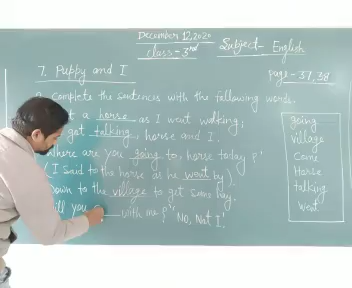 December 12, 2020
Class - 3rd
Subject - English
7. Puppy and I
Page - 37, 38
complete the sentences with the following words.
a horse as I went walking;
got talking, horse and I.
where are you going to, horse today?"
(I said to the horse as he went by).
Down to the village to get some hay.
Will you with me?" "No, Not I."
going
village
Come
Horse
talking
went